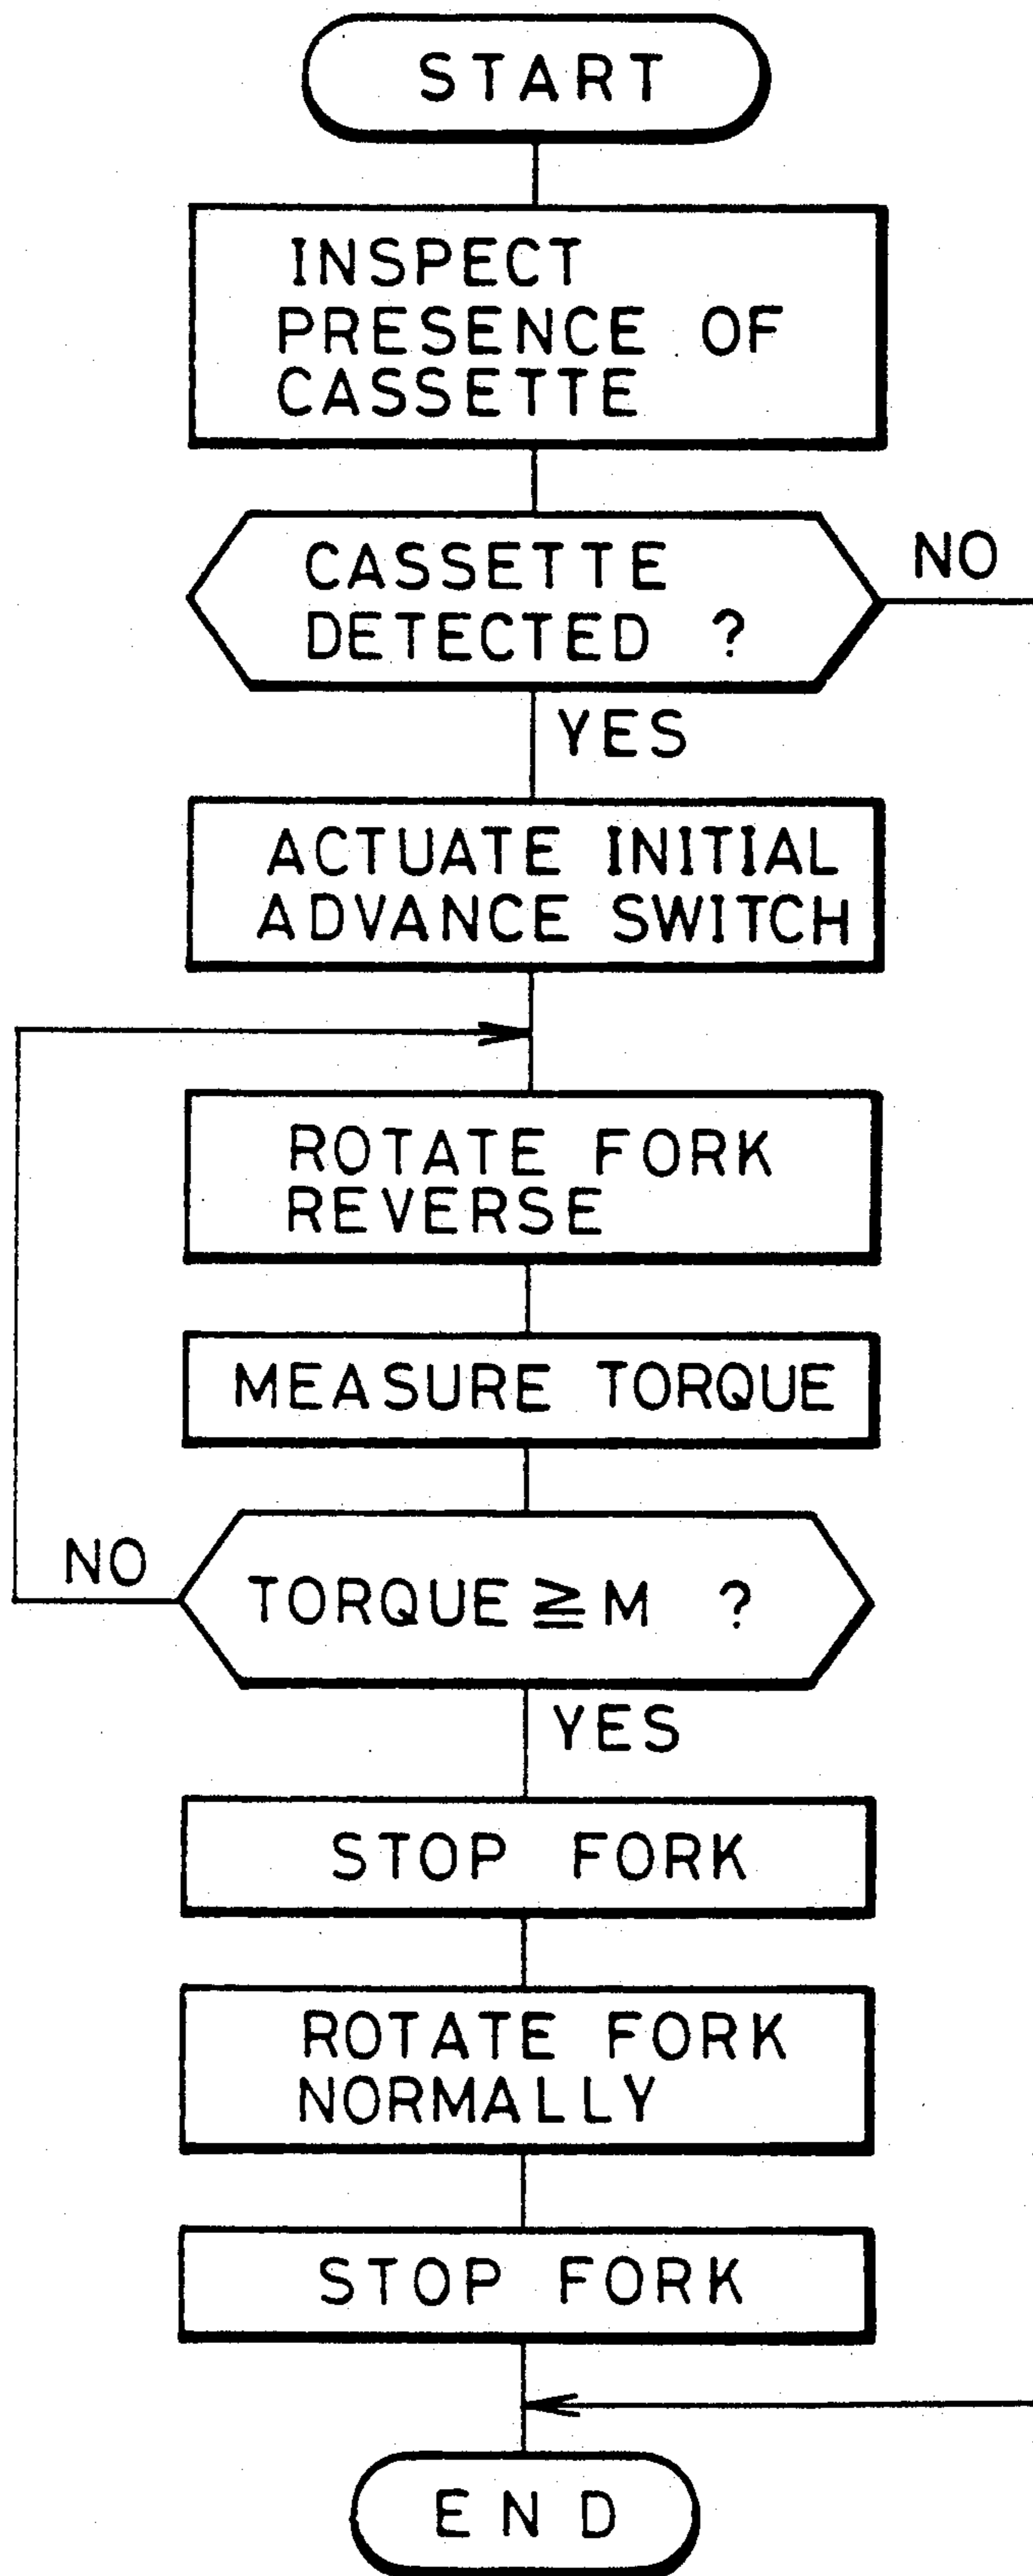 START
INSPECT
PRESENCE OF
CASSETTE
CASSETTE
DETECTED ?
NO
YES
ACTUATE INITIAL
ADVANCE SWITCH
ROTATE FORK
REVERSE
MEASURE TORQUE
NO
TORQUE ≧ M ?
YES
STOP FORK
ROTATE FORK
NORMALLY
STOP FORK
END